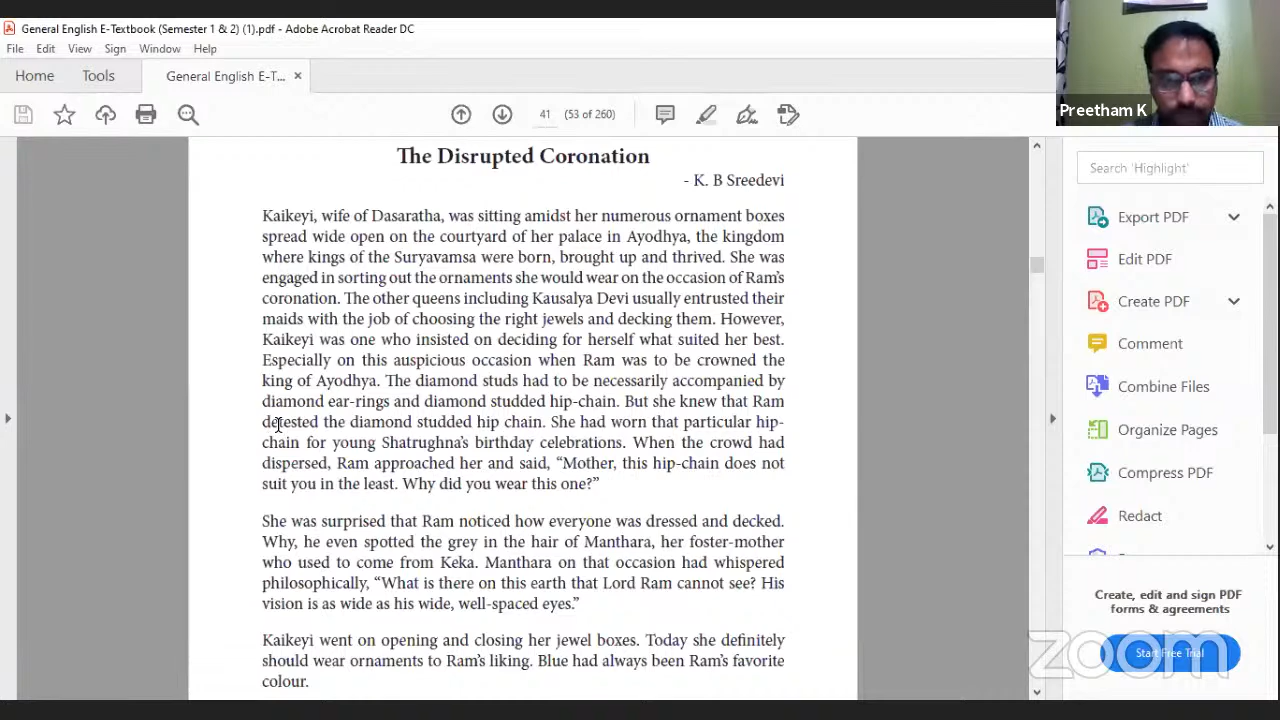 General English E-Textbook (Semester 1 & 2) (1).pdf - Adobe Acrobat Reader DC
File Edit View Sign Window Help
Home Tools General English E-T... ×
41 (53 of 260)
Preetham K
The Disrupted Coronation
- K. B Sreedevi
Kaikeyi, wife of Dasaratha, was sitting amidst her numerous ornament boxes
spread wide open on the courtyard of her palace in Ayodhya, the kingdom
where kings of the Suryavamsa were born, brought up and thrived. She was
engaged in sorting out the ornaments she would wear on the occasion of Ram's
coronation. The other queens including Kausalya Devi usually entrusted their
maids with the job of choosing the right jewels and decking them. However,
Kaikeyi was one who insisted on deciding for herself what suited her best.
Especially on this auspicious occasion when Ram was to be crowned the
king of Ayodhya. The diamond studs had to be necessarily accompanied by
diamond ear-rings and diamond studded hip-chain. But she knew that Ram
detested the diamond studded hip chain. She had worn that particular hip-
chain for young Shatrughna's birthday celebrations. When the crowd had
dispersed, Ram approached her and said, “Mother, this hip-chain does not
suit you in the least. Why did you wear this one?”
She was surprised that Ram noticed how everyone was dressed and decked.
Why, he even spotted the grey in the hair of Manthara, her foster-mother
who used to come from Keka. Manthara on that occasion had whispered
philosophically, “What is there on this earth that Lord Ram cannot see? His
vision is as wide as his wide, well-spaced eyes.”
Kaikeyi went on opening and closing her jewel boxes. Today she definitely
should wear ornaments to Ram's liking. Blue had always been Ram's favorite
colour.
Search 'Highlight'
Export PDF
Edit PDF
Create PDF
Comment
Combine Files
Organize Pages
Compress PDF
Redact
Create, edit and sign PDF
forms & agreements
Start Free Trial
zoom